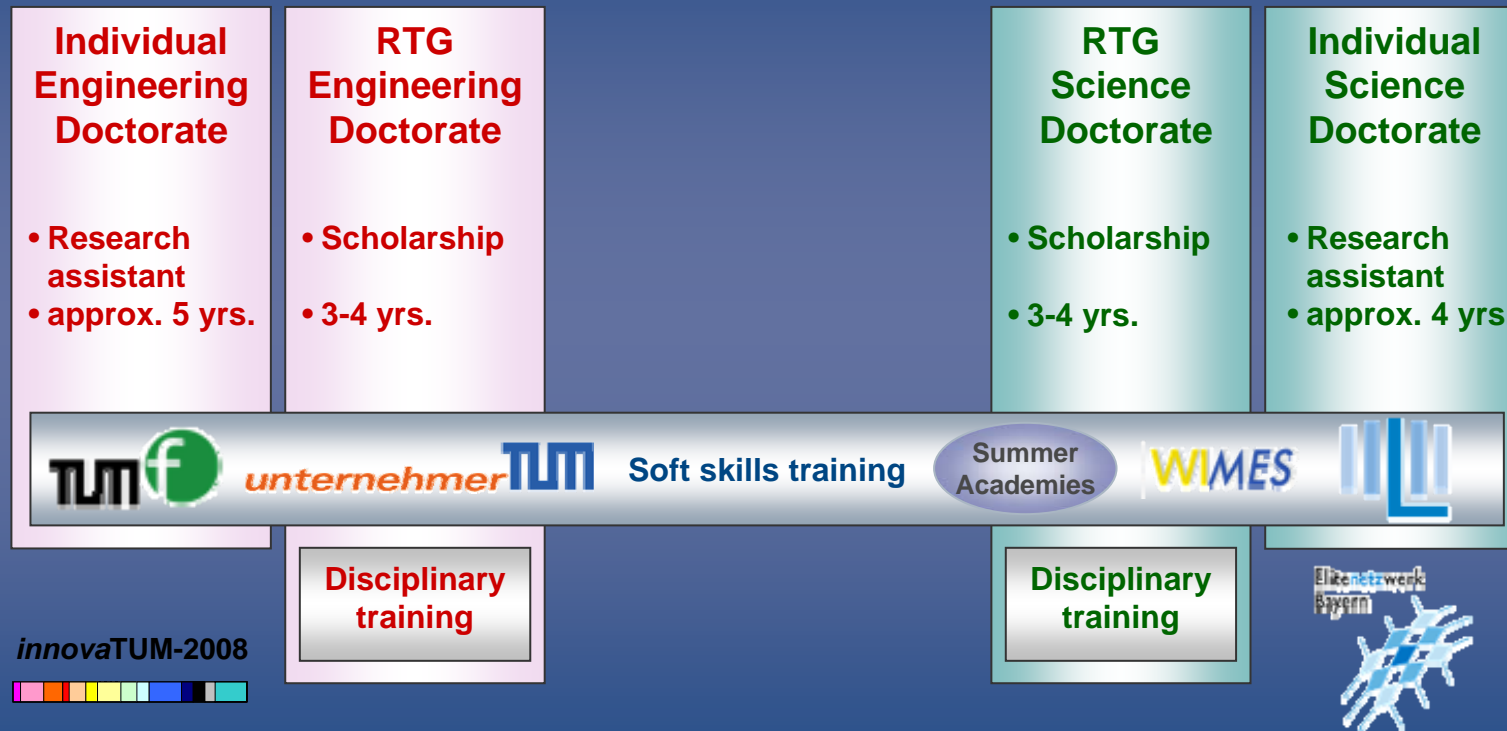 Individual
Engineering
Doctorate
• Research
assistant
• approx. 5 yrs.
RTG
Engineering
Doctorate
• Scholarship
• 3-4 yrs.
RTG
Science
Doctorate
• Scholarship
• 3-4 yrs.
Individual
Science
Doctorate
• Research
assistant
• approx. 4 yrs
TUM f
unternehmerTUM
Soft skills training
Summer
Academies
WIMES
Disciplinary
training
Disciplinary
training
innovaTUM-2008
Elitenetzwerk
Bayern